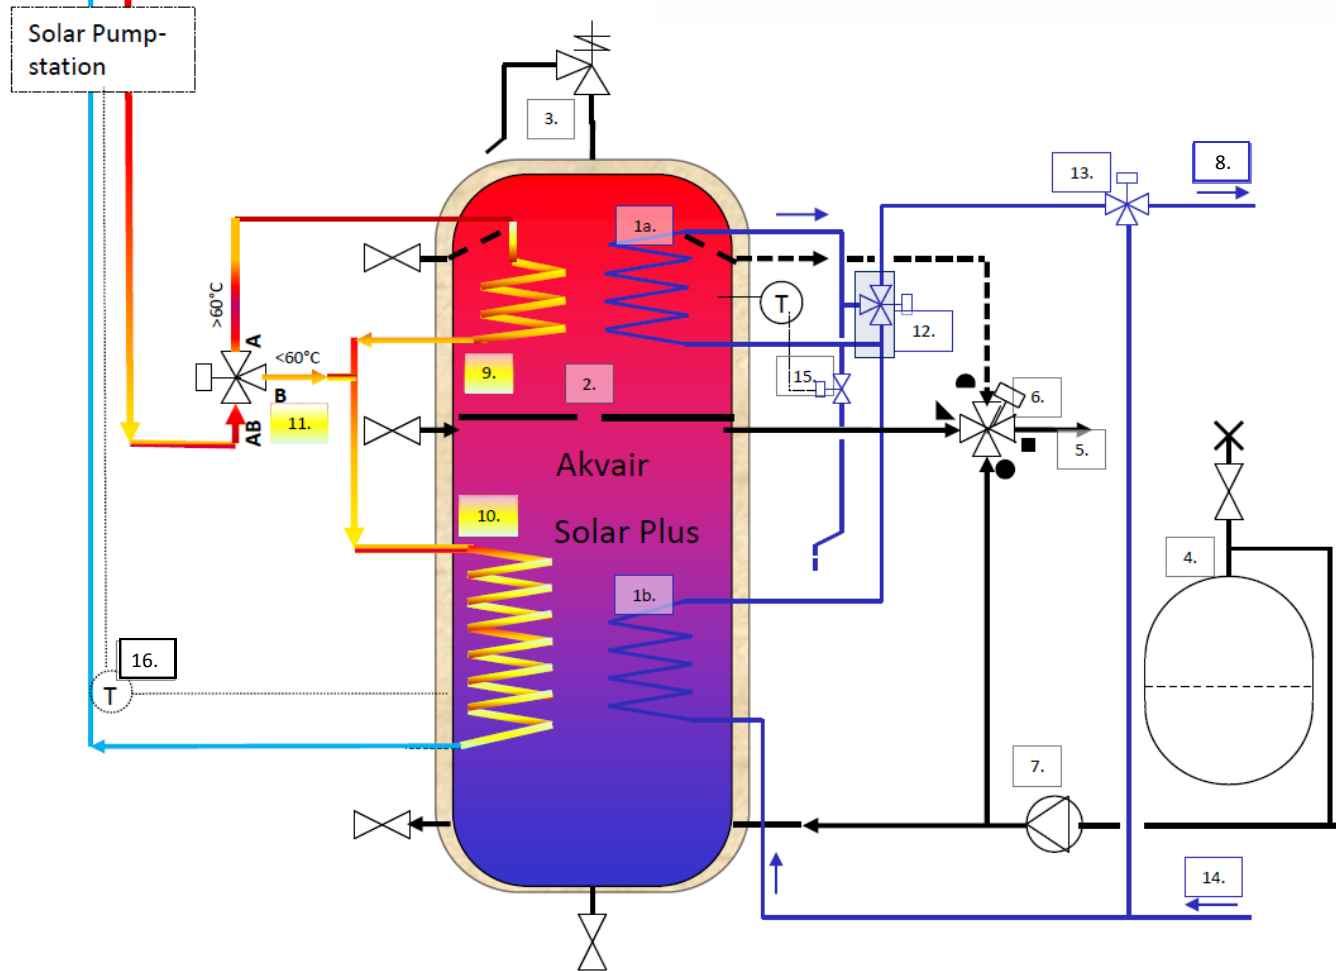 Solar Pump-
station
3.
8.
13.
1a.
>60°C
T
12.
A
<60°C
9.
2.
15.
B
6.
11.
AB
5.
Akvair
10.
Solar Plus
4.
1b.
16.
T
7.
14.